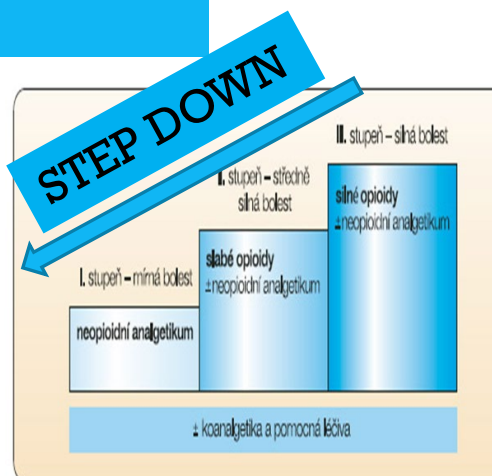 STEP DOWN
III. stupeň – silná bolest
silné opioidy
±neopioidní analgetikum
II. stupeň – středně
silná bolest
slabé opioidy
±neopioidní analgetikum
I. stupeň – mírná bolest
neopioidní analgetikum
± koanalgetika a pomocná léčiva